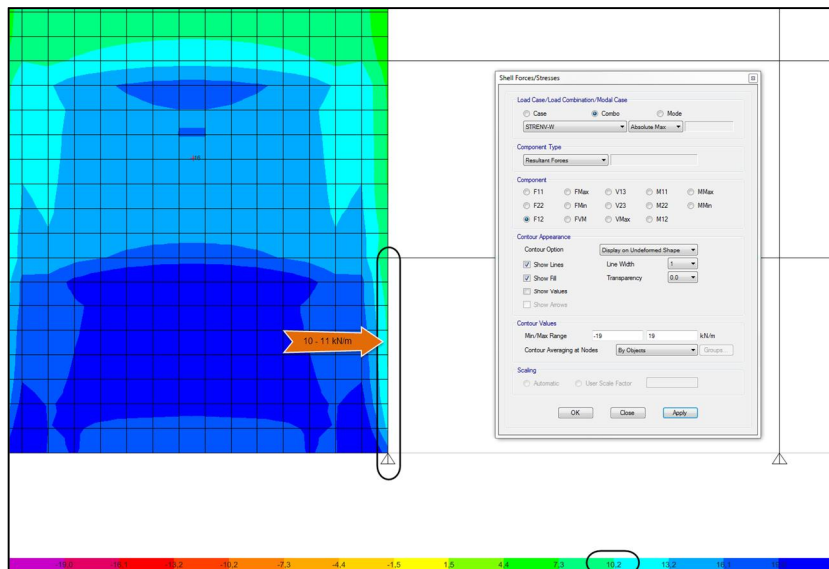 Shell Forces/Stresses
Load Case/Load Combination/Modal Case
Case Combo Mode
STRENV-W Absolute Max
Component Type
Resultant Forces
Component
F11 FMax V13 M11 MMax
F22 FMin V23 M22 MMin
F12 FVM VMax M12
Contour Appearance
Contour Option Display on Undeformed Shape
Show Lines Line Width 1
Show Fill Transparency 0.0
Show Values
Show Arrows
10 - 11 kN/m
Contour Values
Min/Max Range -19 19 kN/m
Contour Averaging at Nodes By Objects Groups...
Scaling
Automatic User Scale Factor
OK Close Apply
-19,0 -16,1 -13,2 -10,2 -7,3 -4,4 -1,5 1,5 4,4 7,3 10,2 13,2 16,1